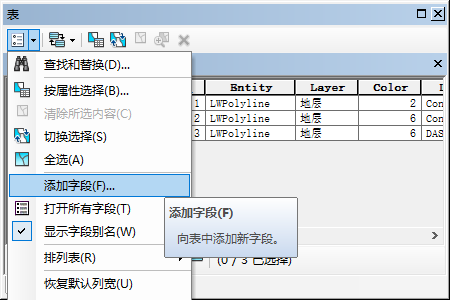 表
查找和替换(D)...
按属性选择(B)...
清除所选内容(C)
切换选择(S)
全选(A)
添加字段(F)...
打开所有字段(T)
显示字段别名(W)
排列表(R)
恢复默认列宽(U)
Entity Layer Color
1 LWPolyline 地层 2 Con
2 LWPolyline 地层 6 Con
3 LWPolyline 地层 6 DAS
添加字段(F)
向表中添加新字段。
(0 / 3 已选择)